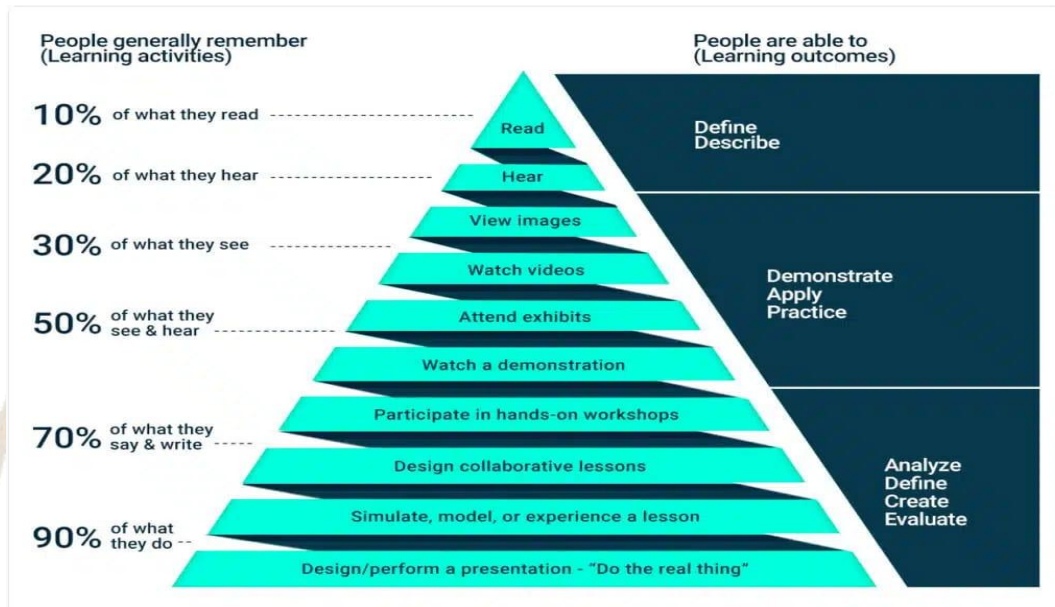 People generally remember
(Learning activities)
People are able to
(Learning outcomes)
10% of what they read
Read
Define
Describe
20% of what they hear
Hear
View images
30% of what they see
Watch videos
Demonstrate
Apply
Practice
50% of what they
see & hear
Attend exhibits
Watch a demonstration
Participate in hands-on workshops
70% of what they
say & write
Design collaborative lessons
Analyze
Define
Create
Evaluate
Simulate, model, or experience a lesson
90% of what
they do
Design/perform a presentation - “Do the real thing”